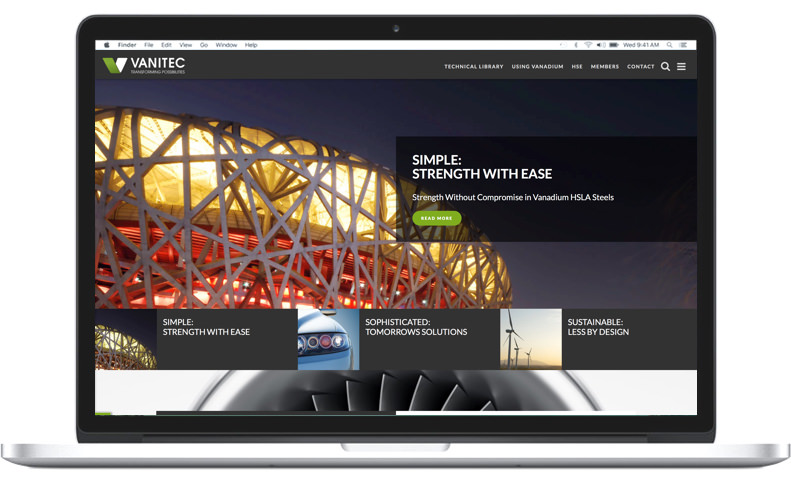 Finder File Edit View Go Window Help
Wed 9:41 AM
VANITEC
TRANSFORMING POSSIBILITIES
TECHNICAL LIBRARY USING VANADIUM HSE MEMBERS CONTACT
SIMPLE:
STRENGTH WITH EASE
Strength Without Compromise in Vanadium HSLA Steels
READ MORE
SIMPLE:
STRENGTH WITH EASE
SOPHISTICATED:
TOMORROWS SOLUTIONS
SUSTAINABLE:
LESS BY DESIGN